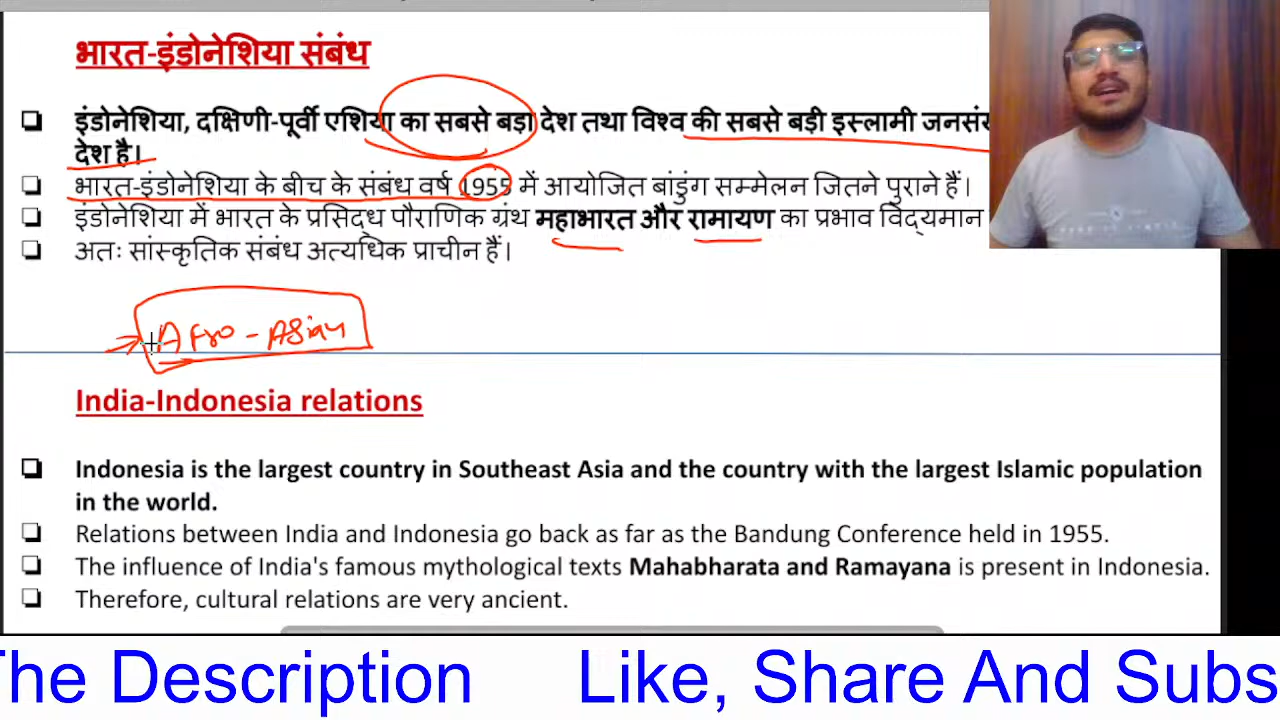 भारत-इंडोनेशिया संबंध
❑ इंडोनेशिया, दक्षिणी-पूर्वी एशिया का सबसे बड़ा देश तथा विश्व की सबसे बड़ी इस्लामी
देश है।
❑ भारत-इंडोनेशिया के बीच के संबंध वर्ष 1955 में आयोजित बांडुंग सम्मेलन जितने पुराने हैं।
❑ इंडोनेशिया में भारत के प्रसिद्ध पौराणिक ग्रंथ महाभारत और रामायण का प्रभाव विद्यमान
❑ अतः सांस्कृतिक संबंध अत्यधिक प्राचीन हैं।
→ Afro - Asian
India-Indonesia relations
❑ Indonesia is the largest country in Southeast Asia and the country with the largest Islamic population
in the world.
❑ Relations between India and Indonesia go back as far as the Bandung Conference held in 1955.
❑ The influence of India's famous mythological texts Mahabharata and Ramayana is present in Indonesia.
❑ Therefore, cultural relations are very ancient.
The Description Like, Share And Subs